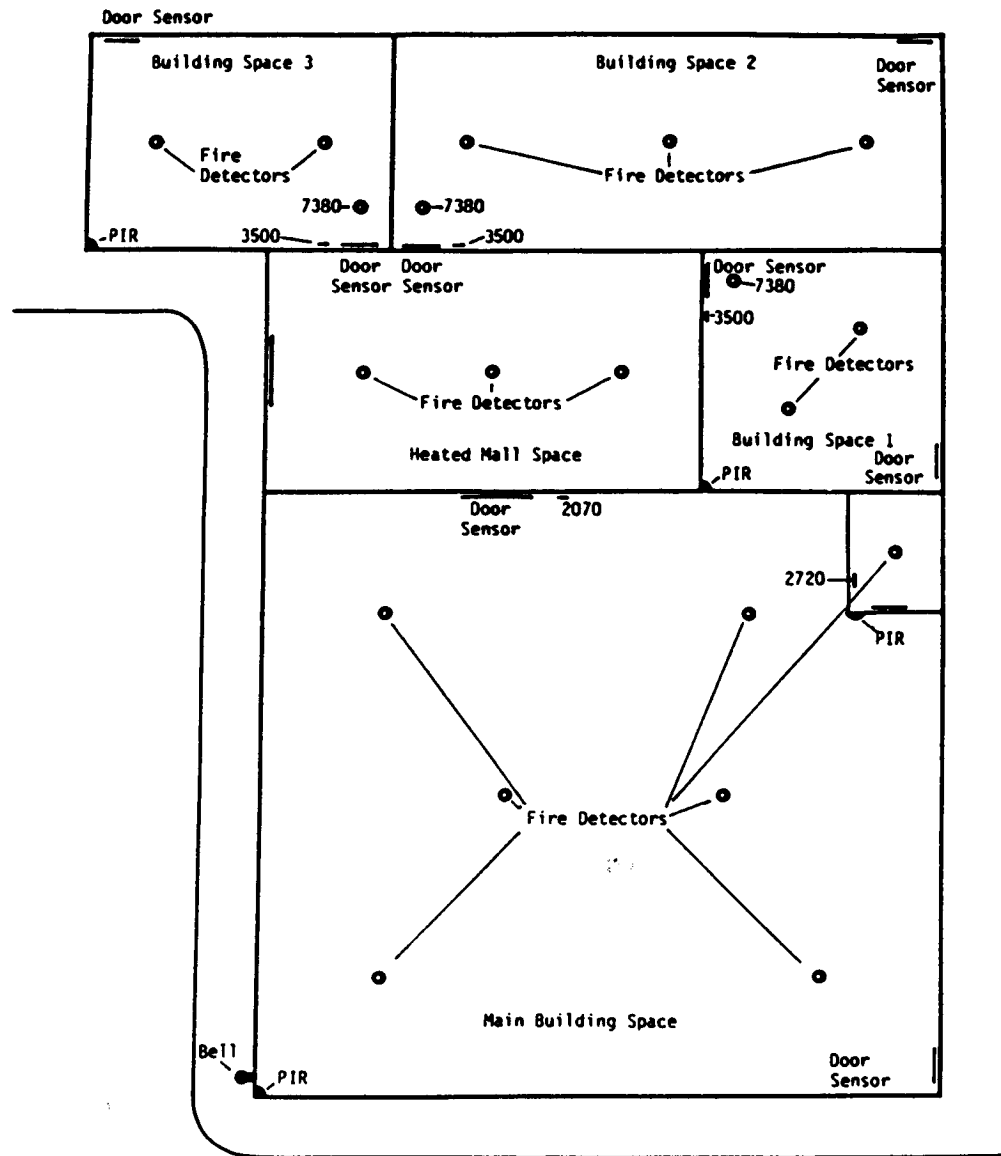 Door Sensor
Building Space 3
Building Space 2
Door
Sensor
Fire
Detectors
Fire Detectors
7380
7380
PIR
3500
3500
Door
Sensor
Door
Sensor
Door Sensor
7380
3500
Fire Detectors
Fire Detectors
Building Space 1
Heated Mall Space
Door
Sensor
PIR
Door
Sensor
2070
2720
PIR
Fire Detectors
Main Building Space
Bell
PIR
Door
Sensor